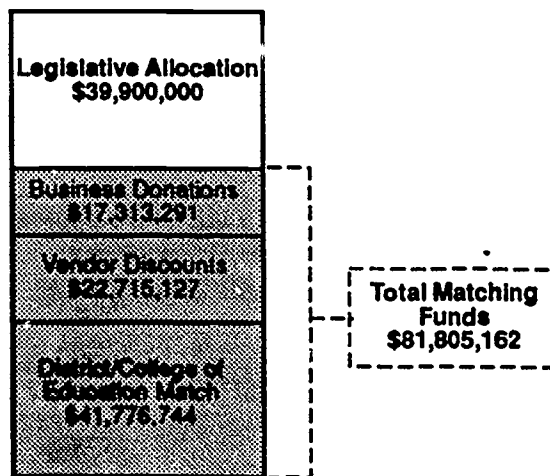 Legislative Allocation
$39,900,000
Business Donations
$17,313,291
Vendor Discounts
$22,715,127
District/College of
Education Match
$41,776,744
Total Matching
Funds
$81,805,162